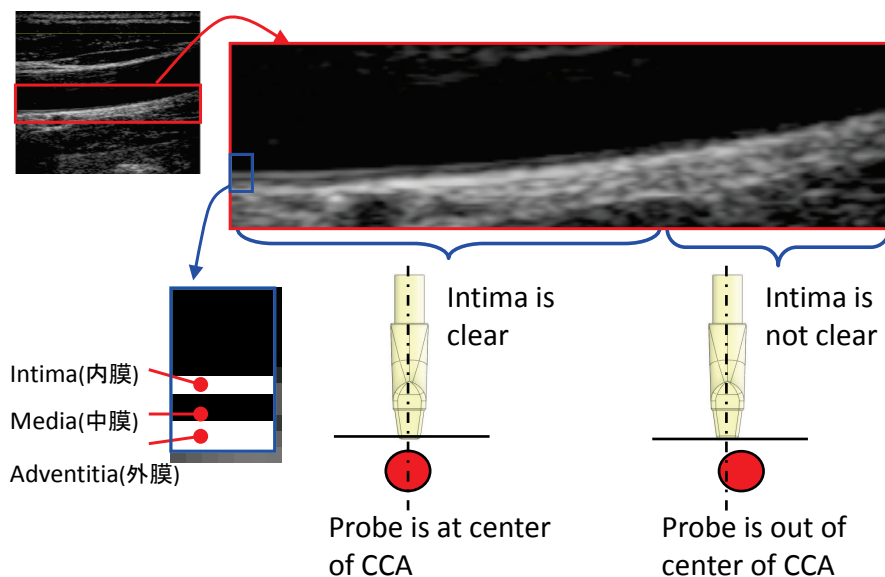 Intima is
clear
Intima is
not clear
Intima(内膜)
Media(中膜)
Adventitia(外膜)
Probe is at center
of CCA
Probe is out of
center of CCA